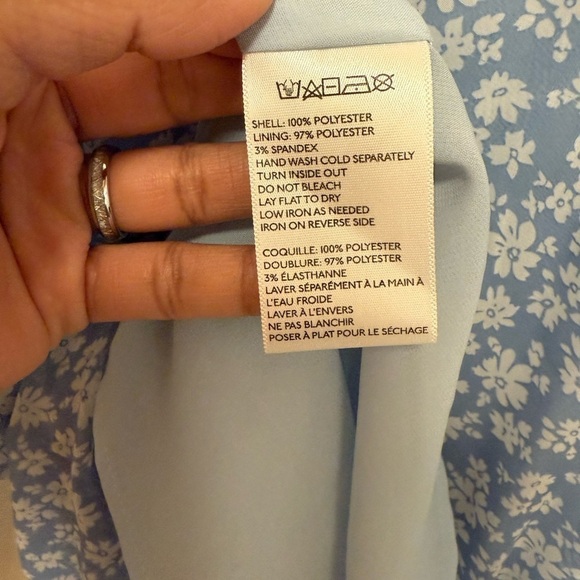 SHELL: 100% POLYESTER
LINING: 97% POLYESTER
3% SPANDEX
HAND WASH COLD SEPARATELY
TURN INSIDE OUT
DO NOT BLEACH
LAY FLAT TO DRY
LOW IRON AS NEEDED
IRON ON REVERSE SIDE
COQUILLE: 100% POLYESTER
DOUBLURE: 97% POLYESTER
3% ÉLASTHANNE
LAVER SÉPARÉMENT À LA MAIN À
L'EAU FROIDE
LAVER À L'ENVERS
NE PAS BLANCHIR
POSER À PLAT POUR LE SÉCHAGE